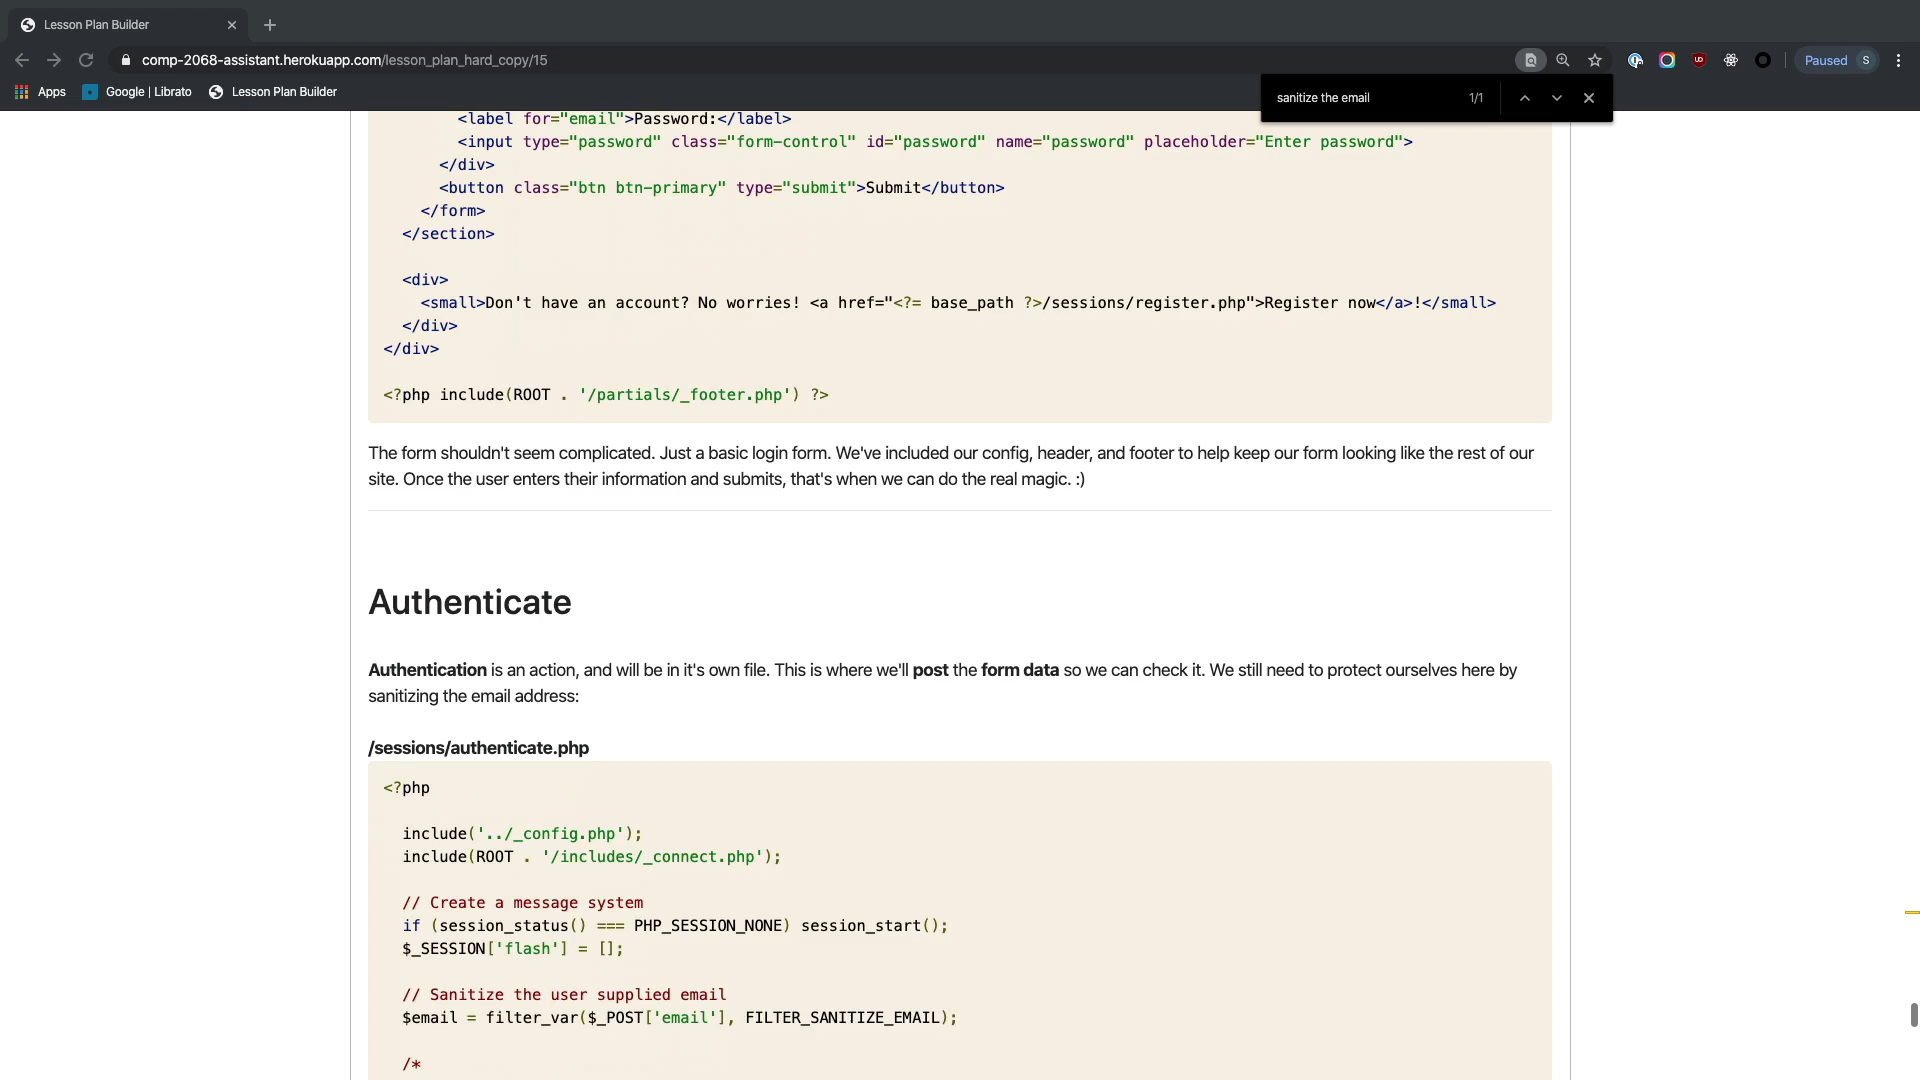 Lesson Plan Builder
comp-2068-assistant.herokuapp.com/lesson_plan_hard_copy/15
Paused S
Apps Google | Librato Lesson Plan Builder
sanitize the email 1/1
<label for="email">Password:</label>
<input type="password" class="form-control" id="password" name="password" placeholder="Enter password">
</div>
<button class="btn btn-primary" type="submit">Submit</button>
</form>
</section>
<div>
<small>Don't have an account? No worries! <a href="<?= base_path ?>/sessions/register.php">Register now</a>!</small>
</div>
</div>
<?php include(ROOT . '/partials/_footer.php') ?>
The form shouldn't seem complicated. Just a basic login form. We've included our config, header, and footer to help keep our form looking like the rest of our
site. Once the user enters their information and submits, that's when we can do the real magic. :)
Authenticate
Authentication is an action, and will be in it's own file. This is where we'll post the form data so we can check it. We still need to protect ourselves here by
sanitizing the email address:
/sessions/authenticate.php
<?php
include('../_config.php');
include(ROOT . '/includes/_connect.php');
// Create a message system
if (session_status() === PHP_SESSION_NONE) session_start();
$_SESSION['flash'] = [];
// Sanitize the user supplied email
$email = filter_var($_POST['email'], FILTER_SANITIZE_EMAIL);
/*